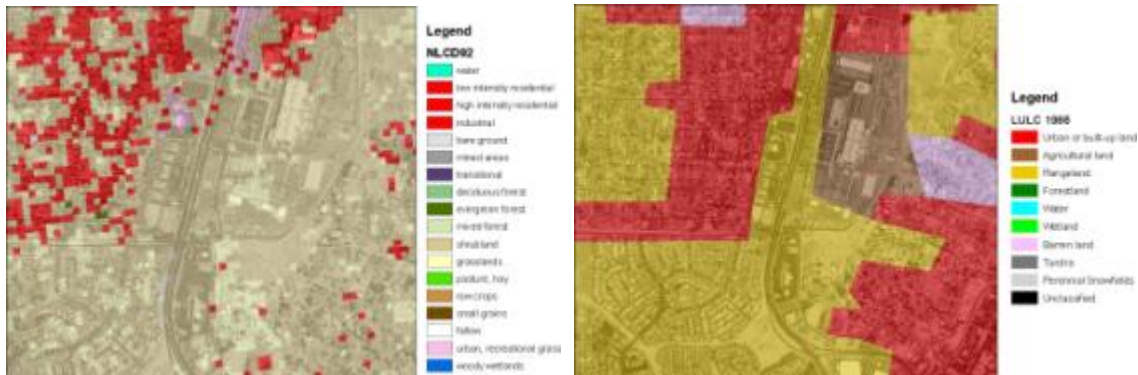 Legend
NLCD92
water
low intensity residential
high intensity residential
industrial
bare ground
mined areas
transitional
deciduous forest
evergreen forest
mixed forest
shrubland
grasslands
pasture, hay
row crops
small grains
fallow
urban, recreational grass
woody wetlands
Legend
LULC 1986
Urban or built-up land
Agricultural land
Rangeland
Forestland
Water
Wetland
Barren land
Tundra
Perennial Snowfields
Unclassified